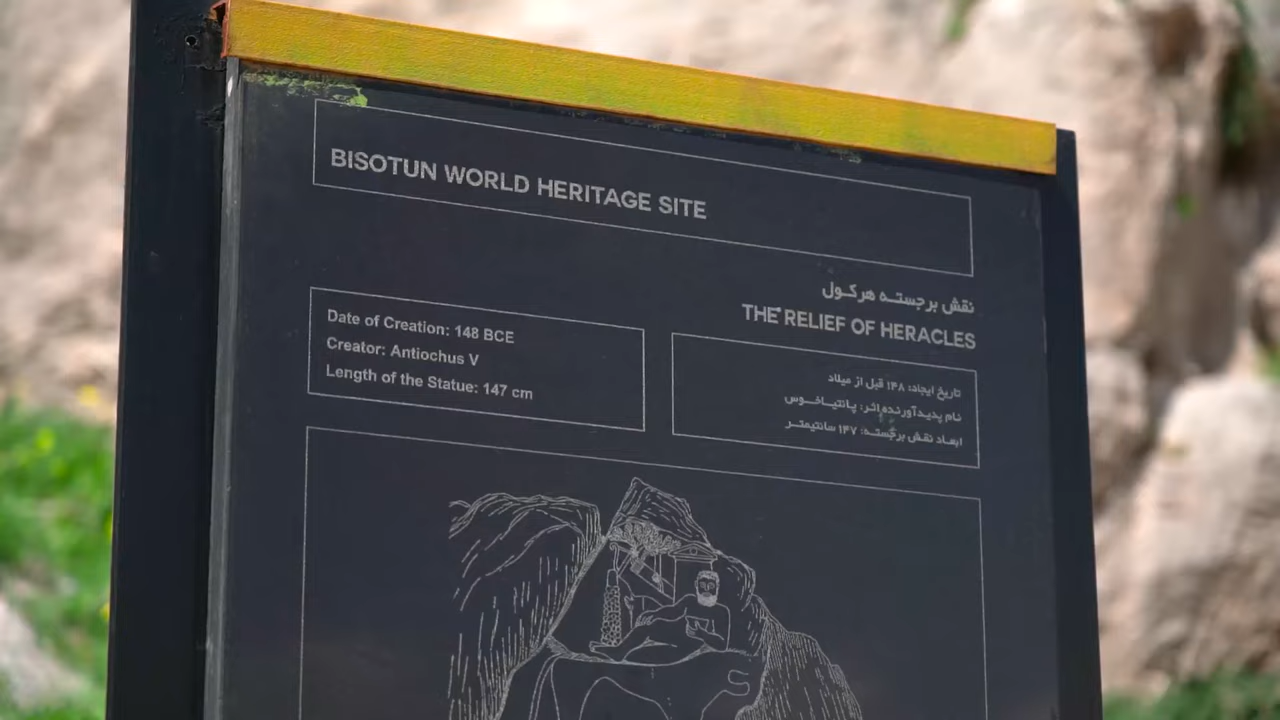 BISOTUN WORLD HERITAGE SITE
نقش برجسته هرکول
THE RELIEF OF HERACLES
Date of Creation: 148 BCE
Creator: Antiochus V
Length of the Statue: 147 cm
تاریخ ایجاد: ۱۴۸ قبل از میلاد
نام پدیدآورنده اثر: پانتیاخوس
ابعاد نقش برجسته: ۱۴۷ سانتیمتر